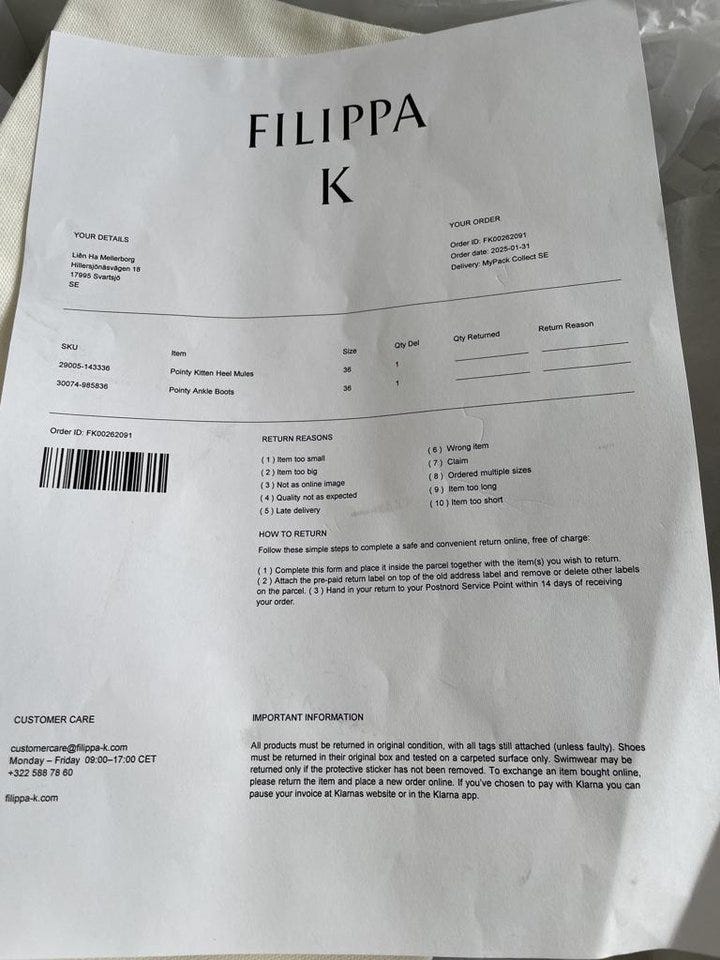 FILIPPA
K
YOUR DETAILS
Liên Ha Mellerborg
Hillersjönäsvägen 18
17995 Svartsjö
SE
YOUR ORDER
Order ID: FK00262091
Order date: 2025-01-31
Delivery: MyPack Collect SE
SKU Item Size Qty Del Qty Returned Return Reason
29005-143336 Pointy Kitten Heel Mules 36 1
30074-985836 Pointy Ankle Boots 36 1
Order ID: FK00262091
RETURN REASONS
( 1 ) Item too small
( 2 ) Item too big
( 3 ) Not as online image
( 4 ) Quality not as expected
( 5 ) Late delivery
( 6 ) Wrong item
( 7 ) Claim
( 8 ) Ordered multiple sizes
( 9 ) Item too long
( 10 ) Item too short
HOW TO RETURN
Follow these simple steps to complete a safe and convenient return online, free of charge:
( 1 ) Complete this form and place it inside the parcel together with the item(s) you wish to return.
( 2 ) Attach the pre-paid return label on top of the old address label and remove or delete other labels
on the parcel. ( 3 ) Hand in your return to your Postnord Service Point within 14 days of receiving
your order.
CUSTOMER CARE
customercare@filippa-k.com
Monday – Friday 09:00–17:00 CET
+322 588 78 60
filippa-k.com
IMPORTANT INFORMATION
All products must be returned in original condition, with all tags still attached (unless faulty). Shoes
must be returned in their original box and tested on a carpeted surface only. Swimwear may be
returned only if the protective sticker has not been removed. To exchange an item bought online,
please return the item and place a new order online. If you've chosen to pay with Klarna you can
pause your invoice at Klarnas website or in the Klarna app.